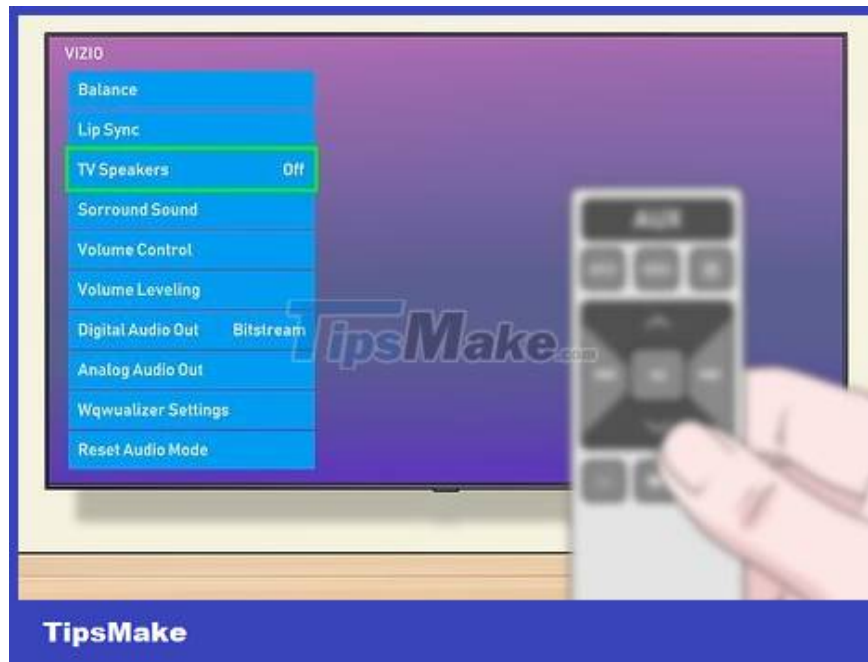 VIZIO
Balance
Lip Sync
TV Speakers Off
Sorround Sound
Volume Control
Volume Leveling
Digital Audio Out Bitstream
Analog Audio Out
Wqwualizer Settings
Reset Audio Mode
AUX
TipsMake.com
TipsMake